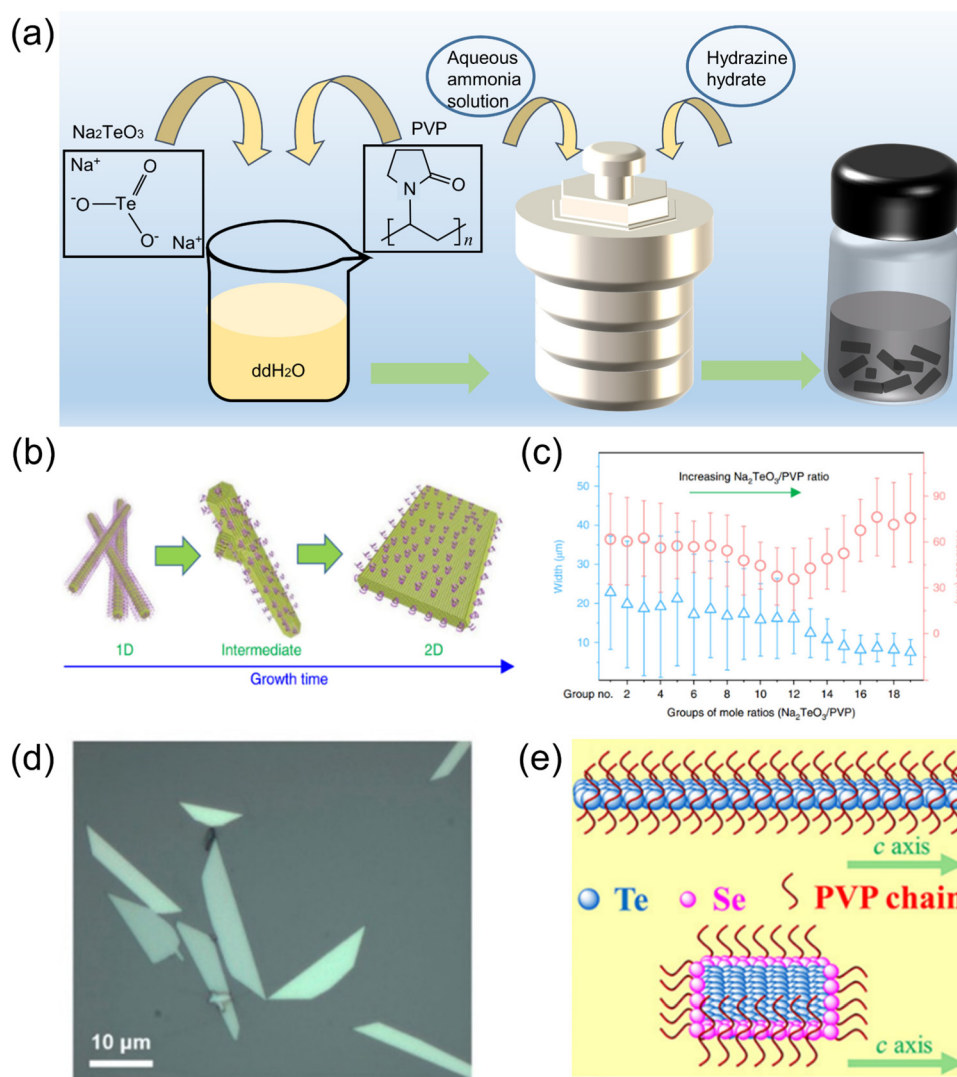 (a)
Aqueous
ammonia
solution
Hydrazine
hydrate
Na₂TeO₃
PVP
Na⁺
O
⁻O
Te
O⁻
Na⁺
N
O
n
ddH₂O
(b)
1D
Intermediate
2D
Growth time
(c)
Increasing Na₂TeO₃/PVP ratio
50
40
30
20
10
Width (µm)
90
60
30
0
Group no.
2
4
6
8
10
12
14
16
18
Groups of mole ratios (Na₂TeO₃/PVP)
(d)
10 µm
(e)
c axis
Te
Se
PVP chain
c axis